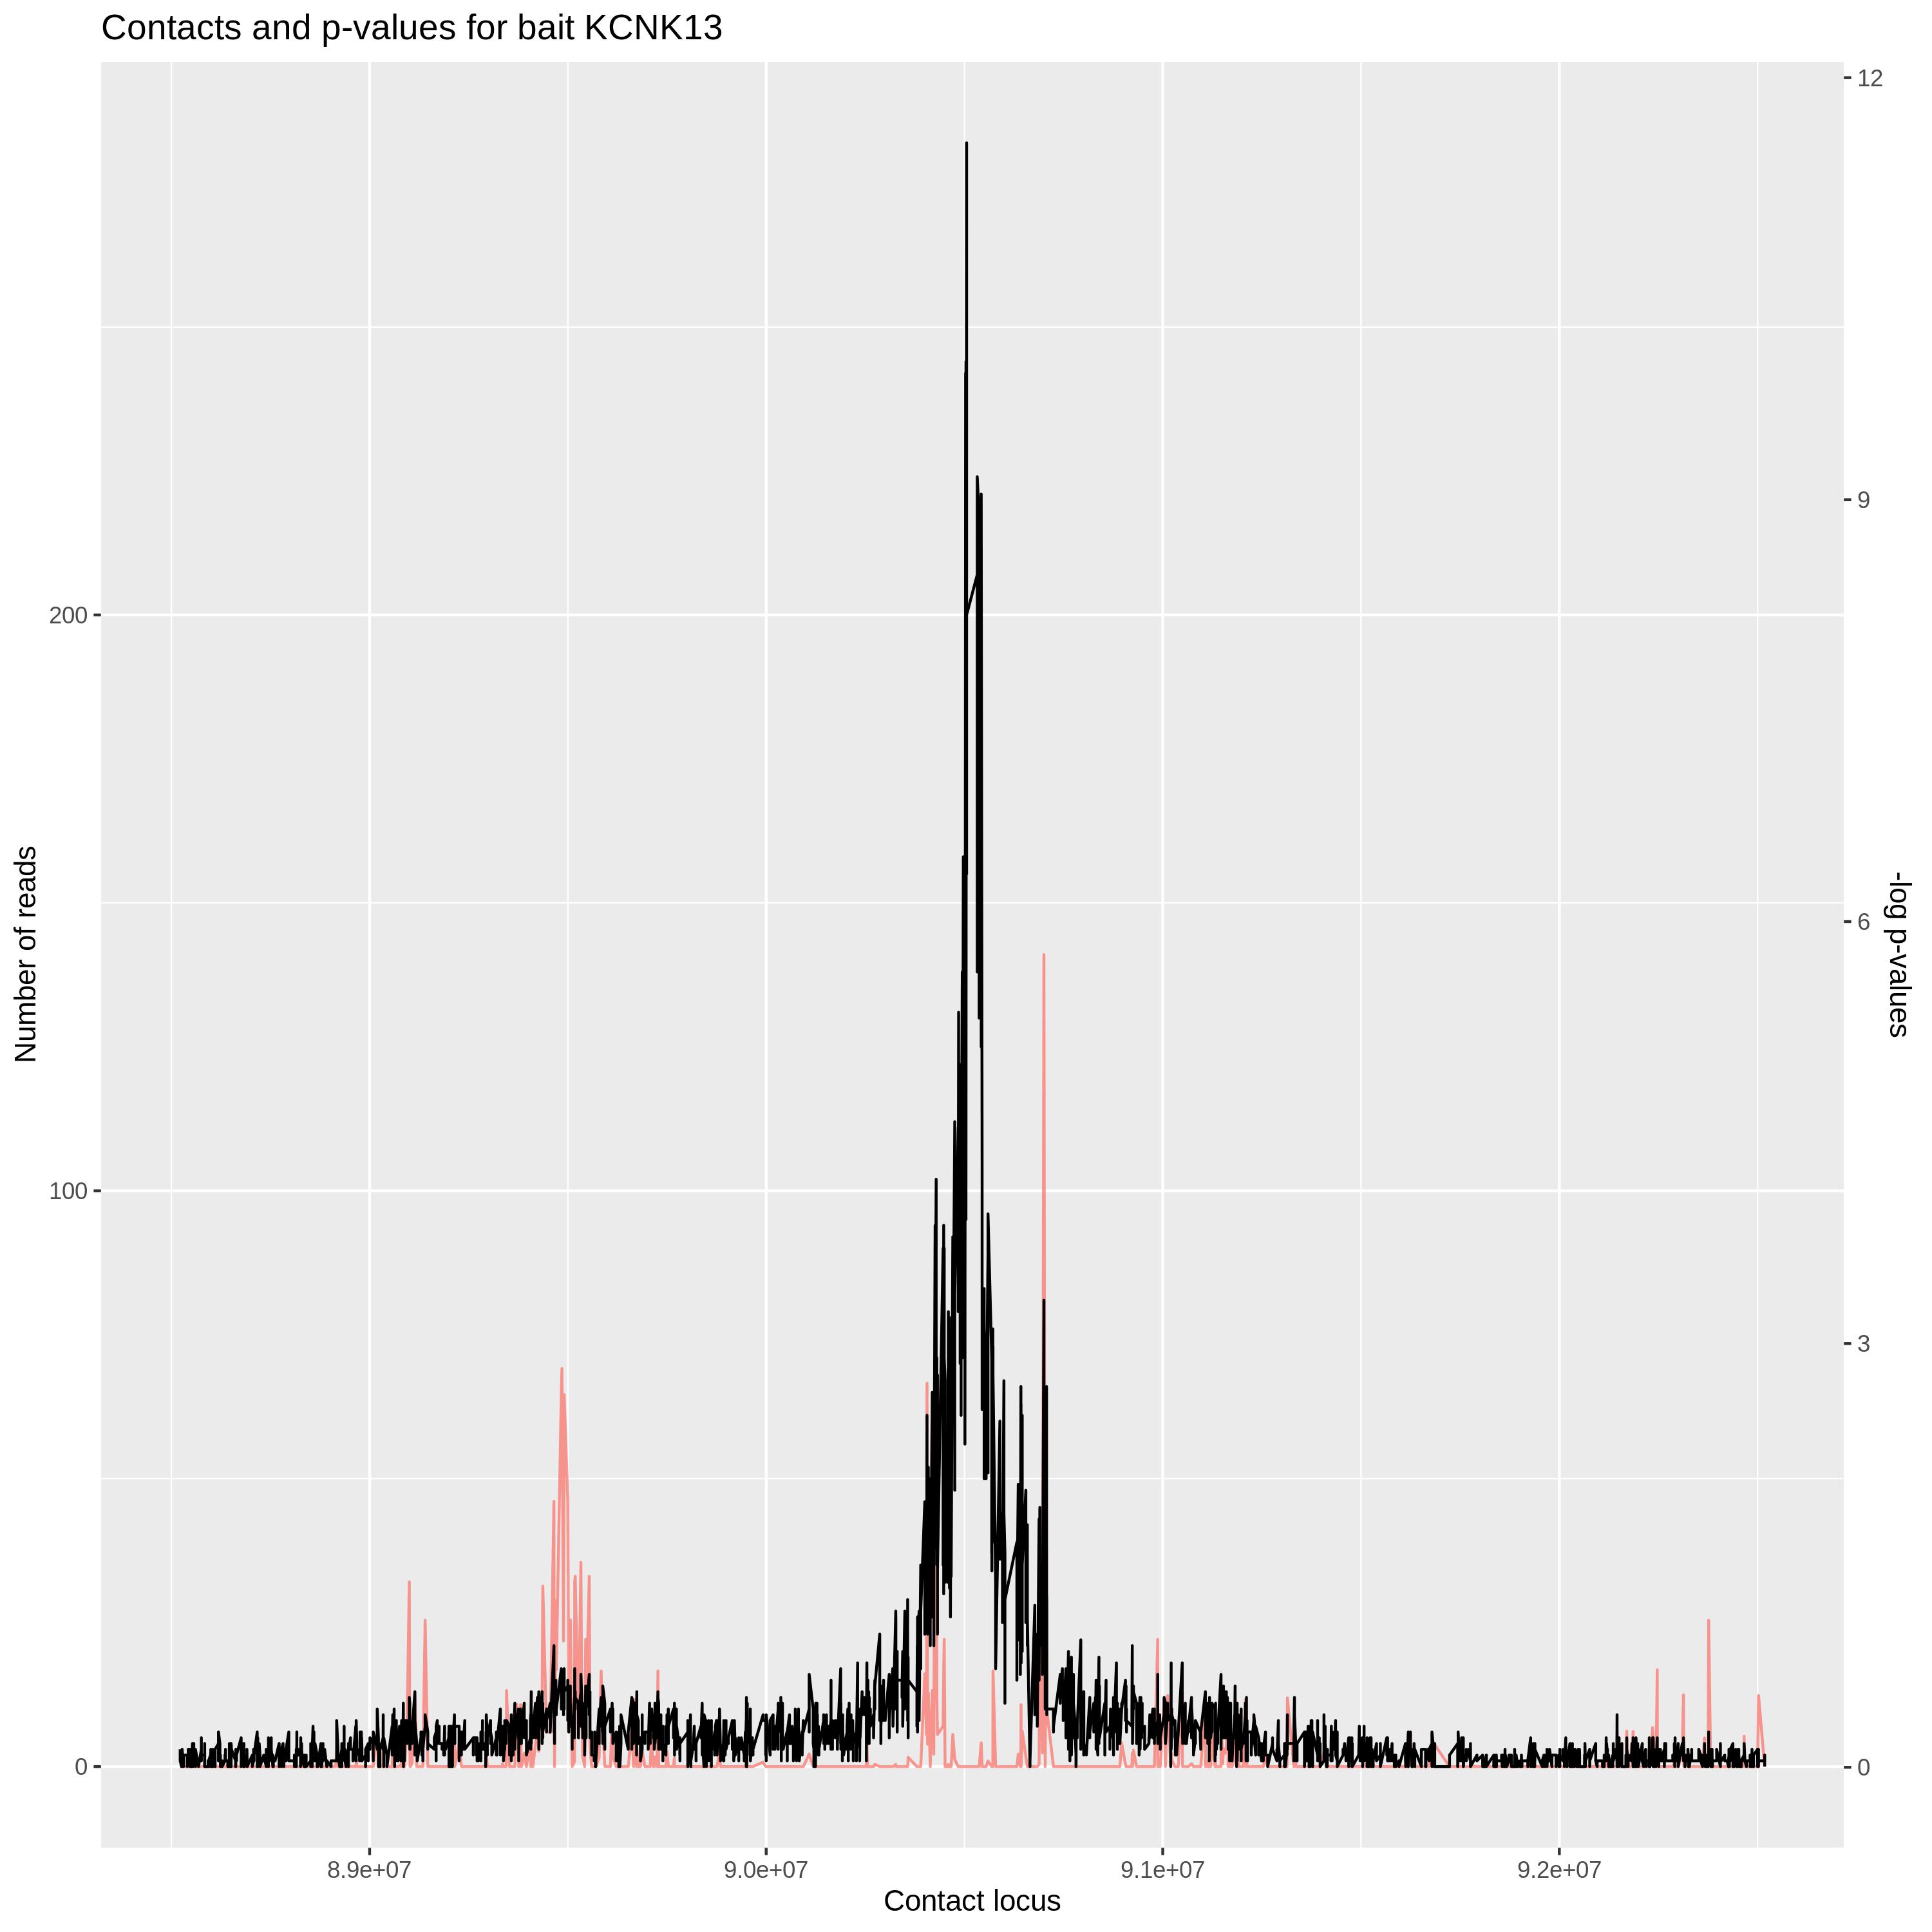 Contacts and p-values for bait KCNK13
12
9
200
6
Number of reads
-log p-values
100
3
0
0
8.9e+07
9.0e+07
9.1e+07
9.2e+07
Contact locus